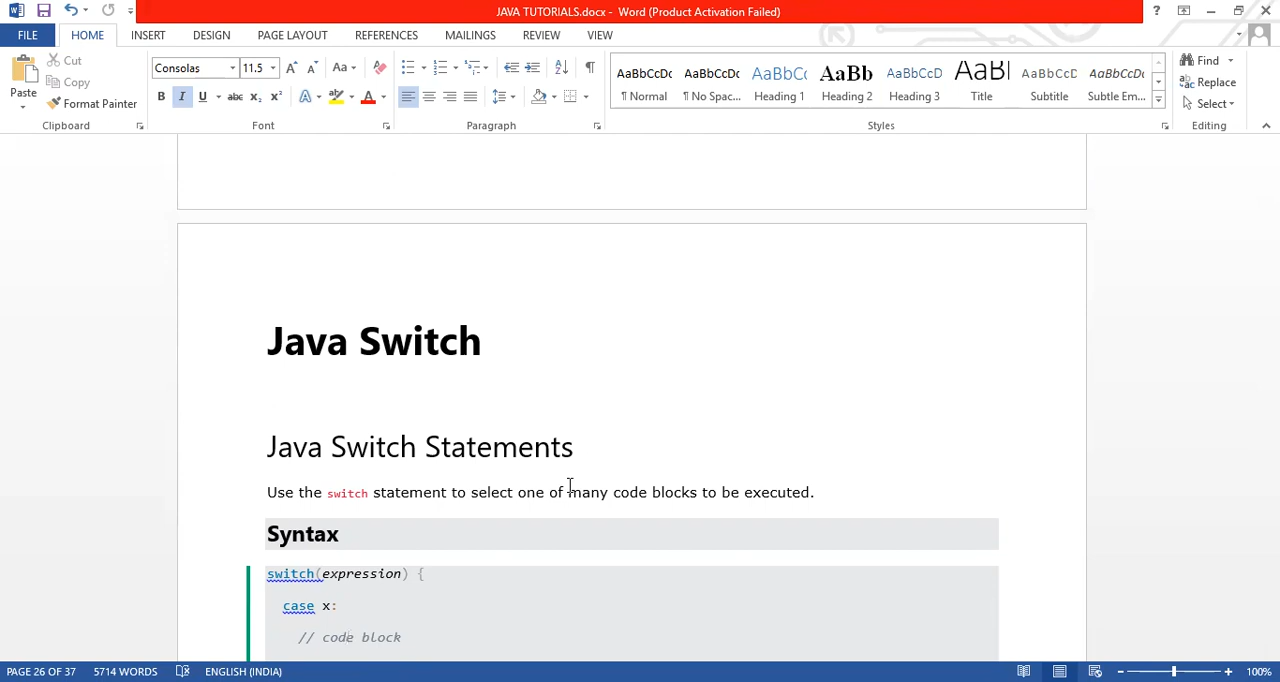 JAVA TUTORIALS.docx - Word (Product Activation Failed)
FILE HOME INSERT DESIGN PAGE LAYOUT REFERENCES MAILINGS REVIEW VIEW
Paste
Cut
Copy
Format Painter
Clipboard
Consolas 11.5
Font
Paragraph
AaBbCcDc AaBbCcDc AaBbCc AaBb AaBbCcD AaBl AaBbCcD AaBbCcDc
¶ Normal ¶ No Spac... Heading 1 Heading 2 Heading 3 Title Subtitle Subtle Em...
Styles
Find
Replace
Select
Editing
Java Switch
Java Switch Statements
Use the switch statement to select one of many code blocks to be executed.
Syntax
switch(expression) {
case x:
// code block
PAGE 26 OF 37 5714 WORDS ENGLISH (INDIA) 100%